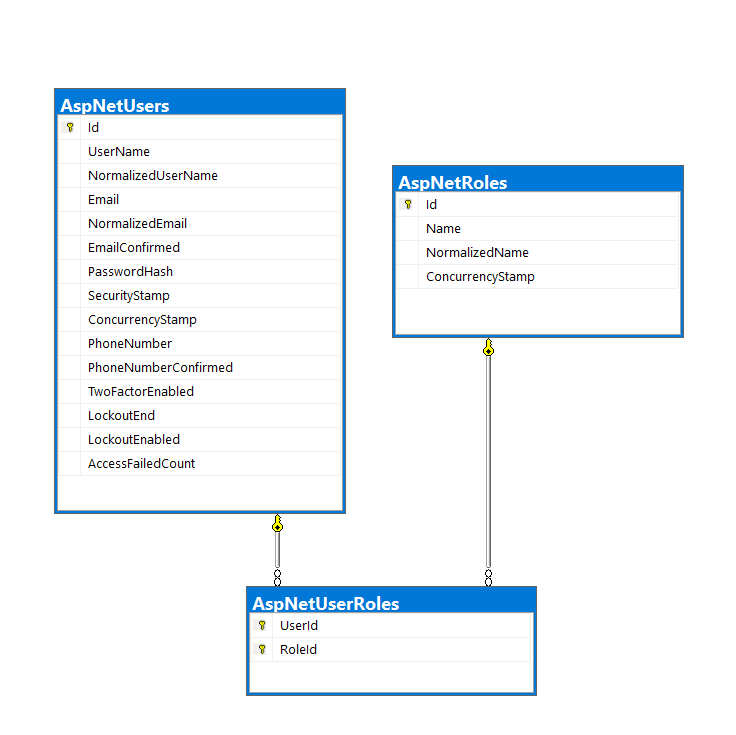 AspNetUsers
Id
UserName
NormalizedUserName
Email
NormalizedEmail
EmailConfirmed
PasswordHash
SecurityStamp
ConcurrencyStamp
PhoneNumber
PhoneNumberConfirmed
TwoFactorEnabled
LockoutEnd
LockoutEnabled
AccessFailedCount
AspNetRoles
Id
Name
NormalizedName
ConcurrencyStamp
AspNetUserRoles
UserId
RoleId